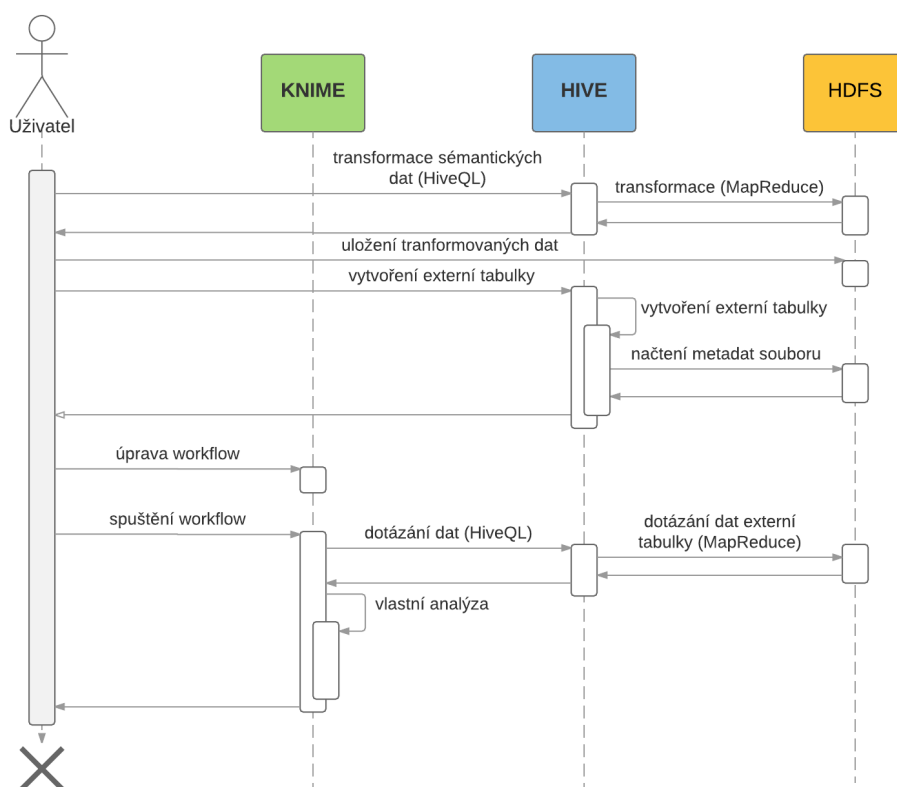 KNIME
HIVE
HDFS
Uživatel
transformace sémantických
dat (HiveQL)
transformace (MapReduce)
uložení tranformovaných dat
vytvoření externí tabulky
vytvoření externí tabulky
načtení metadat souboru
úprava workflow
spuštění workflow
dotázání dat (HiveQL)
dotázání dat externí
tabulky (MapReduce)
vlastní analýza